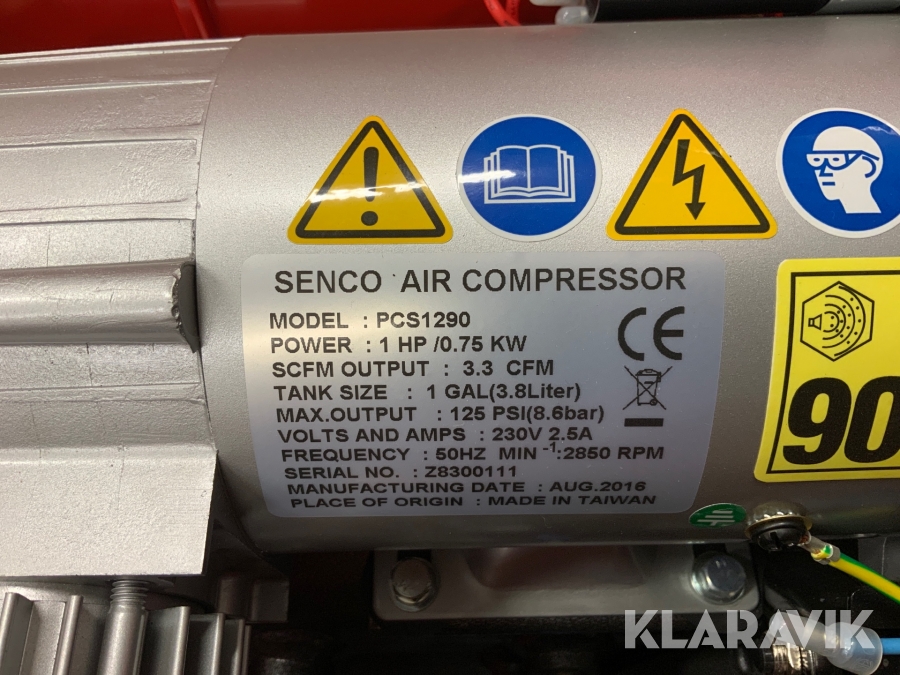 SENCO AIR COMPRESSOR
MODEL : PCS1290
POWER : 1 HP /0.75 KW
SCFM OUTPUT : 3.3 CFM
TANK SIZE : 1 GAL(3.8Liter)
MAX.OUTPUT : 125 PSI(8.6bar)
VOLTS AND AMPS : 230V 2.5A
FREQUENCY : 50HZ MIN -1:2850 RPM
SERIAL NO. : Z8300111
MANUFACTURING DATE : AUG.2016
PLACE OF ORIGIN : MADE IN TAIWAN
CE
90
KLARAVIK